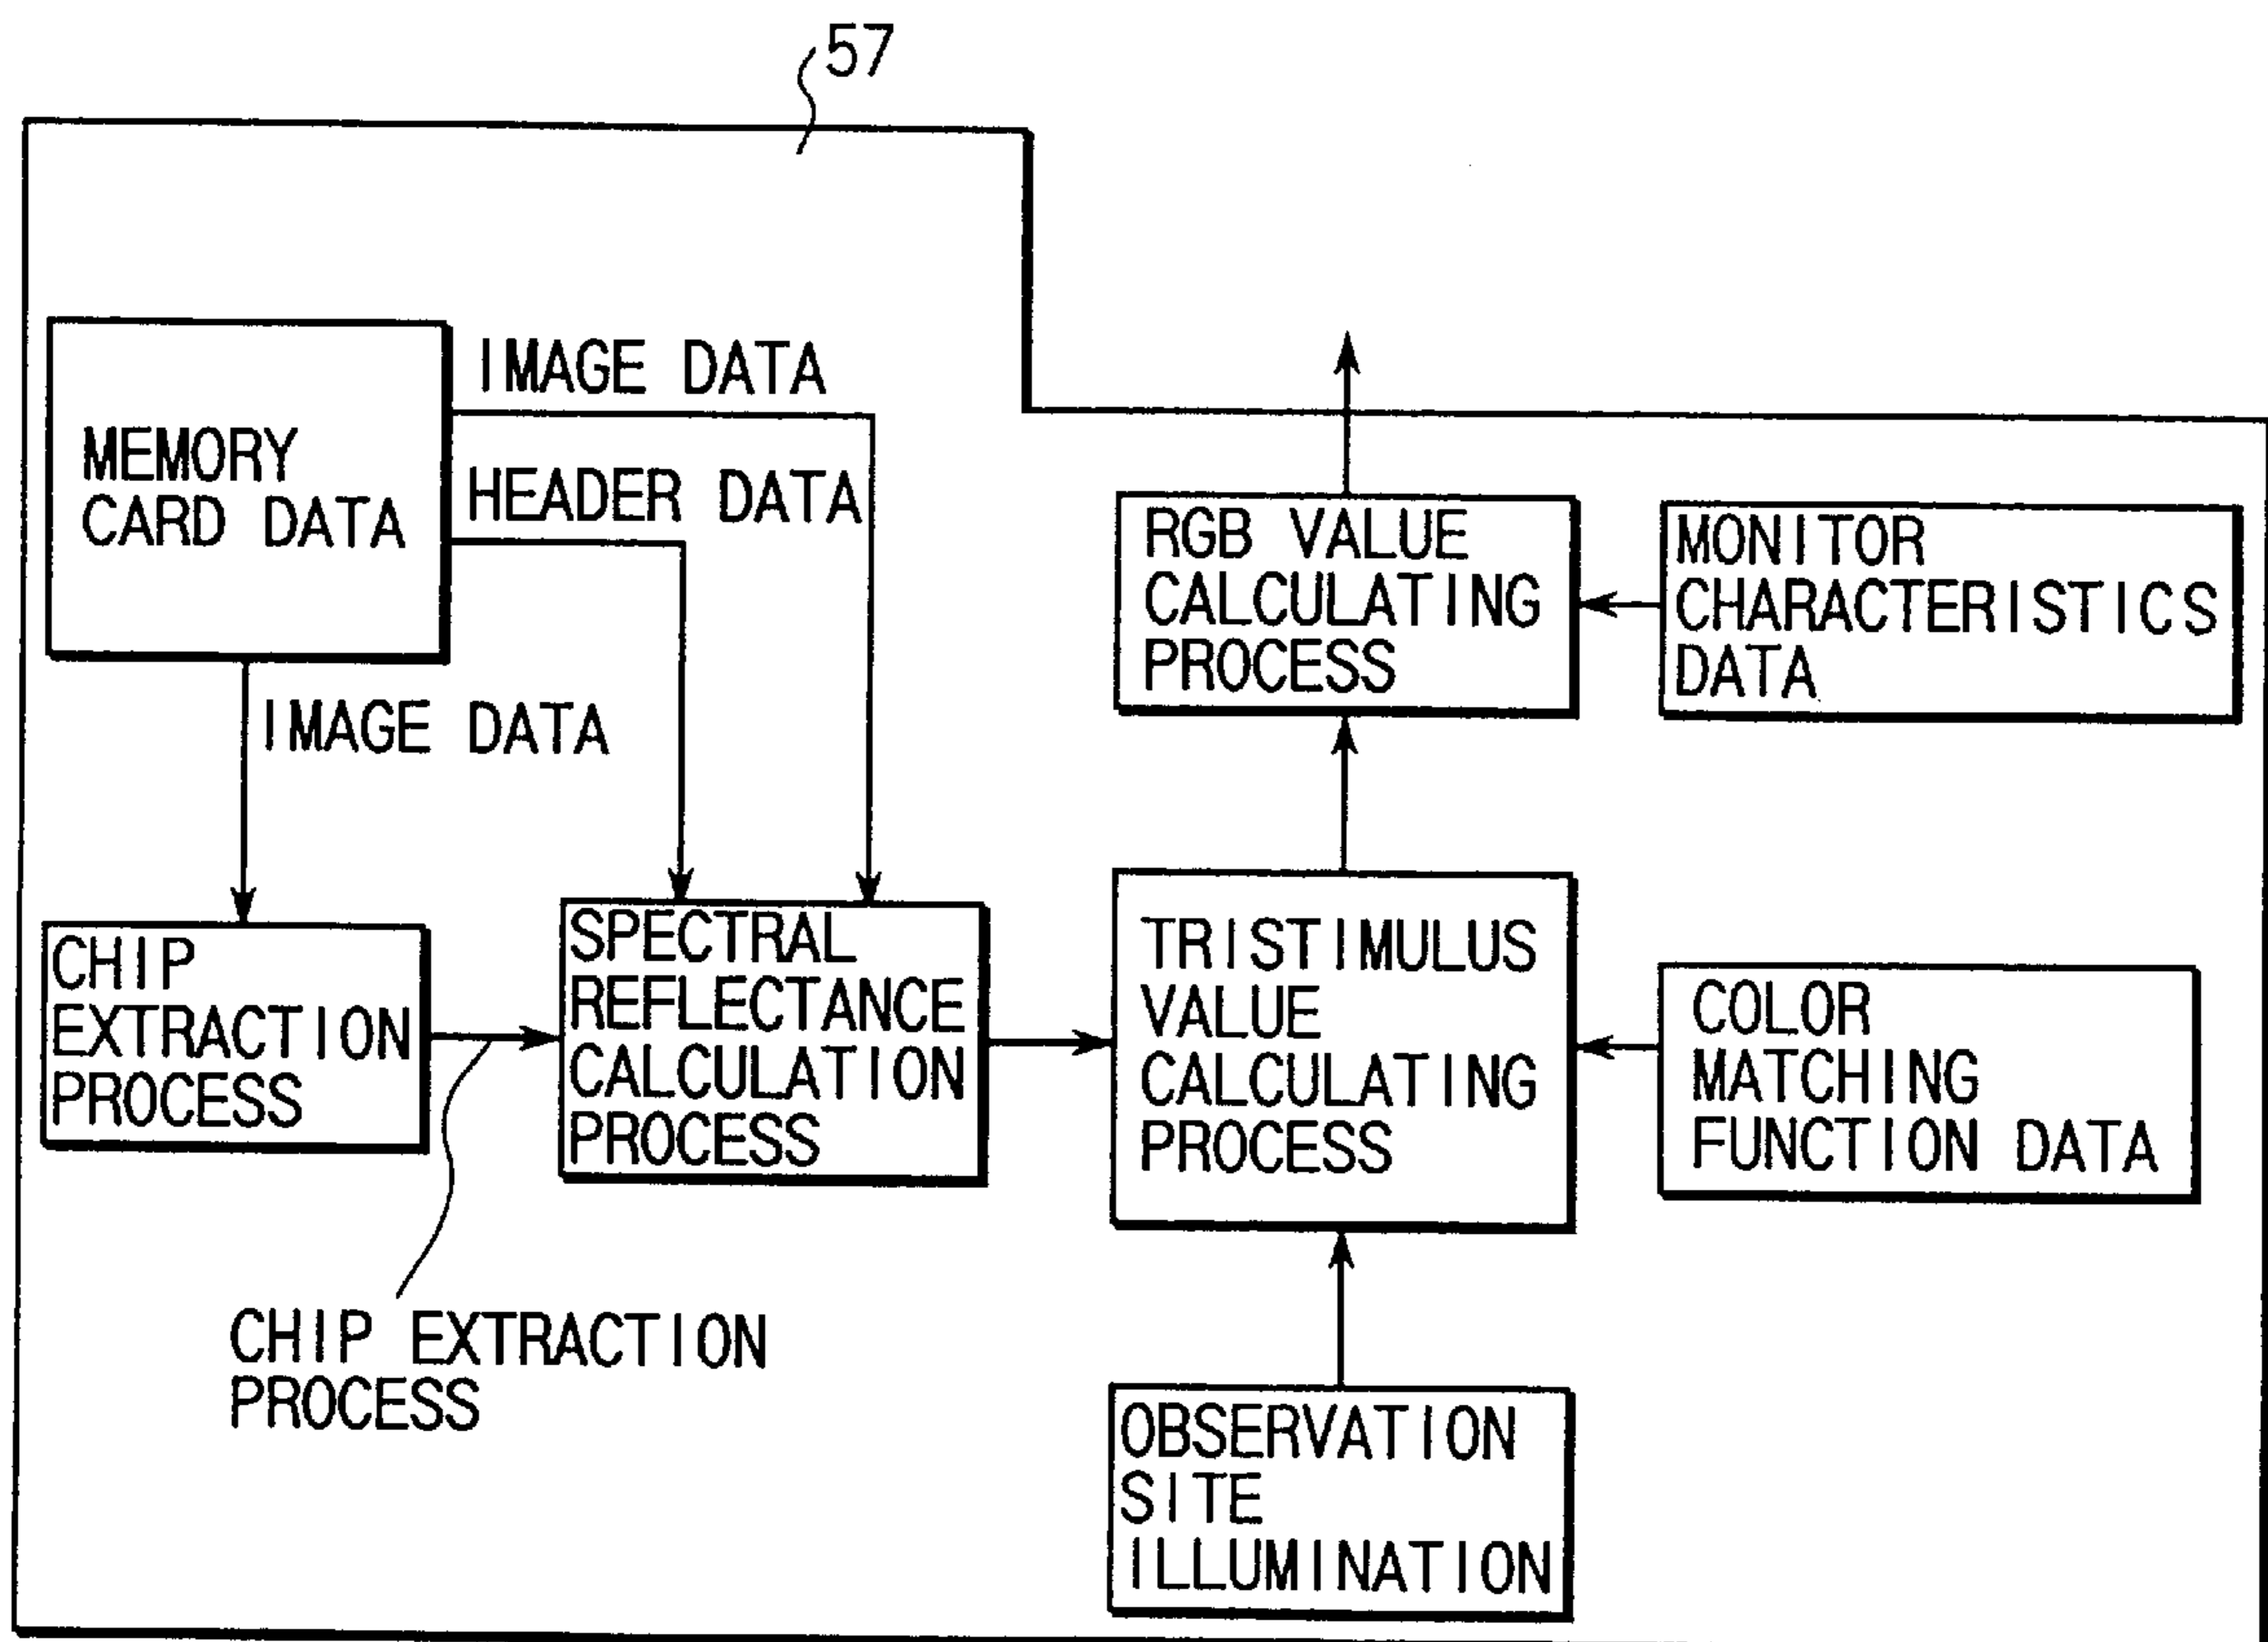 57
IMAGE DATA
MEMORY
CARD DATA
HEADER DATA
IMAGE DATA
RGB VALUE
CALCULATING
PROCESS
MONITOR
CHARACTERISTICS
DATA
CHIP
EXTRACTION
PROCESS
SPECTRAL
REFLECTANCE
CALCULATION
PROCESS
TRISTIMULUS
VALUE
CALCULATING
PROCESS
COLOR
MATCHING
FUNCTION DATA
CHIP EXTRACTION
PROCESS
OBSERVATION
SITE
ILLUMINATION